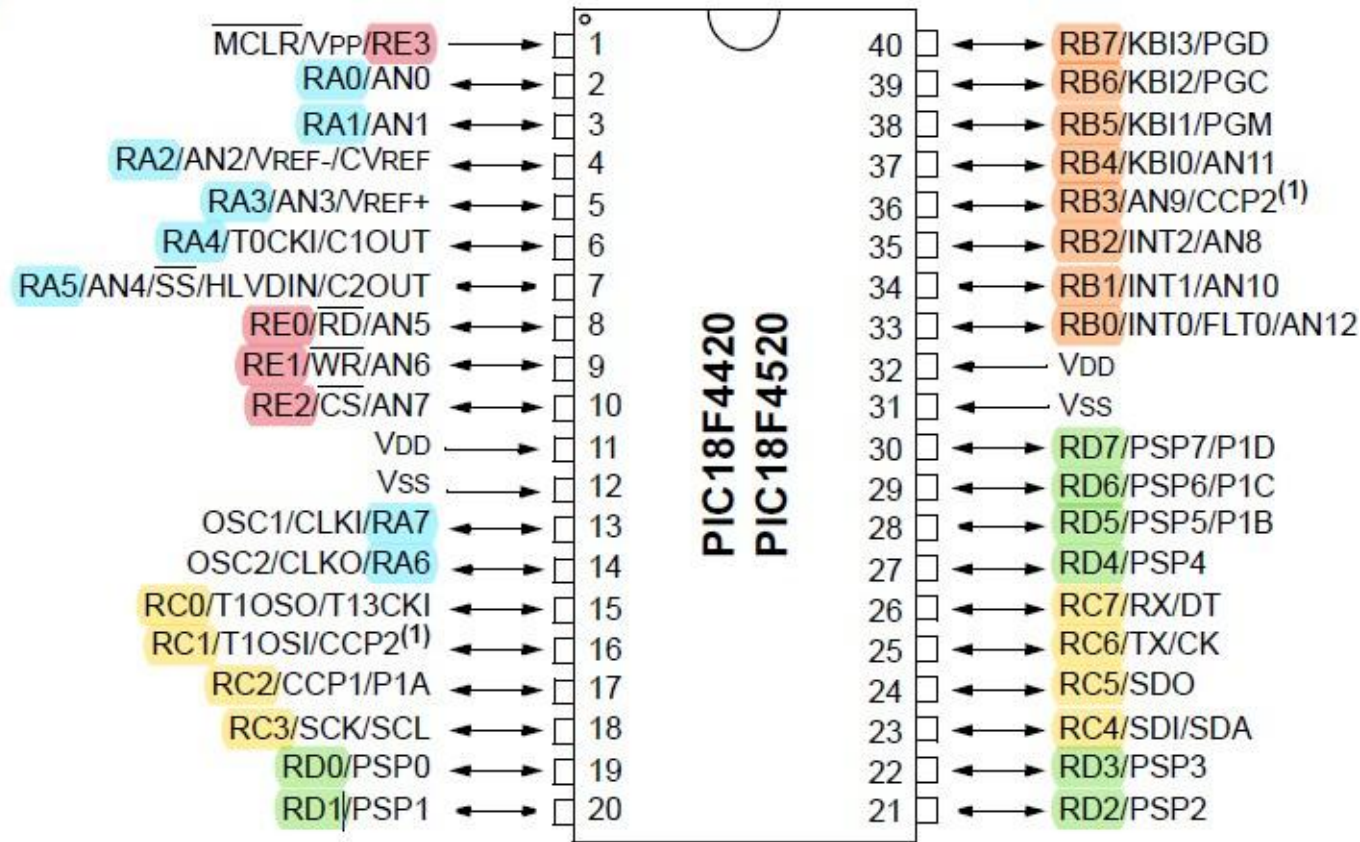 MCLR/VPP/RE3 1
RA0/AN0 2
RA1/AN1 3
RA2/AN2/VREF-/CVREF 4
RA3/AN3/VREF+ 5
RA4/T0CKI/C1OUT 6
RA5/AN4/SS/HLVDIN/C2OUT 7
RE0/RD/AN5 8
RE1/WR/AN6 9
RE2/CS/AN7 10
VDD 11
VSS 12
OSC1/CLKI/RA7 13
OSC2/CLKO/RA6 14
RC0/T1OSO/T13CKI 15
RC1/T1OSI/CCP2(1) 16
RC2/CCP1/P1A 17
RC3/SCK/SCL 18
RD0/PSP0 19
RD1/PSP1 20
PIC18F4420
PIC18F4520
40 RB7/KBI3/PGD
39 RB6/KBI2/PGC
38 RB5/KBI1/PGM
37 RB4/KBI0/AN11
36 RB3/AN9/CCP2(1)
35 RB2/INT2/AN8
34 RB1/INT1/AN10
33 RB0/INT0/FLT0/AN12
32 VDD
31 VSS
30 RD7/PSP7/P1D
29 RD6/PSP6/P1C
28 RD5/PSP5/P1B
27 RD4/PSP4
26 RC7/RX/DT
25 RC6/TX/CK
24 RC5/SDO
23 RC4/SDI/SDA
22 RD3/PSP3
21 RD2/PSP2